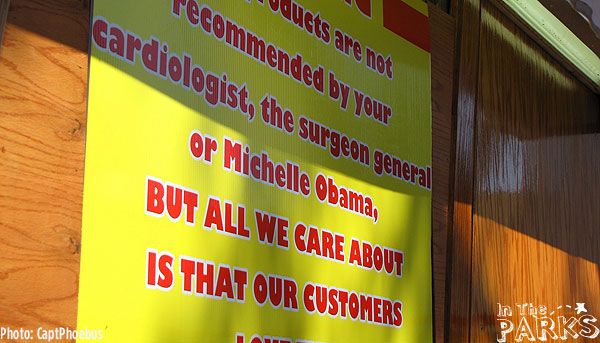 products are not
recommended by your
cardiologist, the surgeon general
or Michelle Obama,
BUT ALL WE CARE ABOUT
IS THAT OUR CUSTOMERS
Photo: CaptPhoebus
In The
PARKS